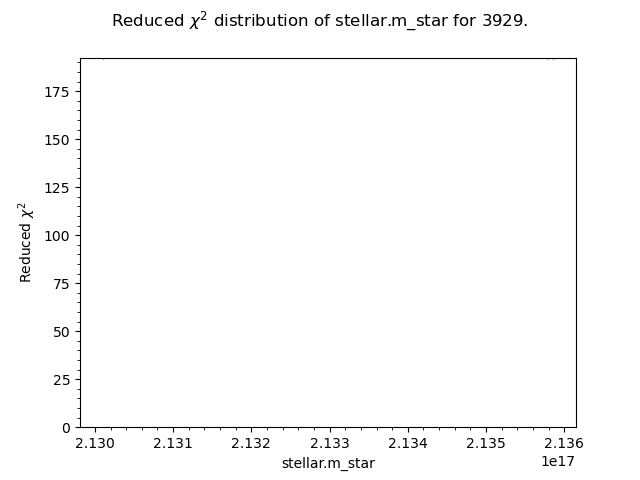 Reduced χ² distribution of stellar.m_star for 3929.
175
150
125
100
75
50
25
0
Reduced χ²
2.130 2.131 2.132 2.133 2.134 2.135 2.136
1e17
stellar.m_star